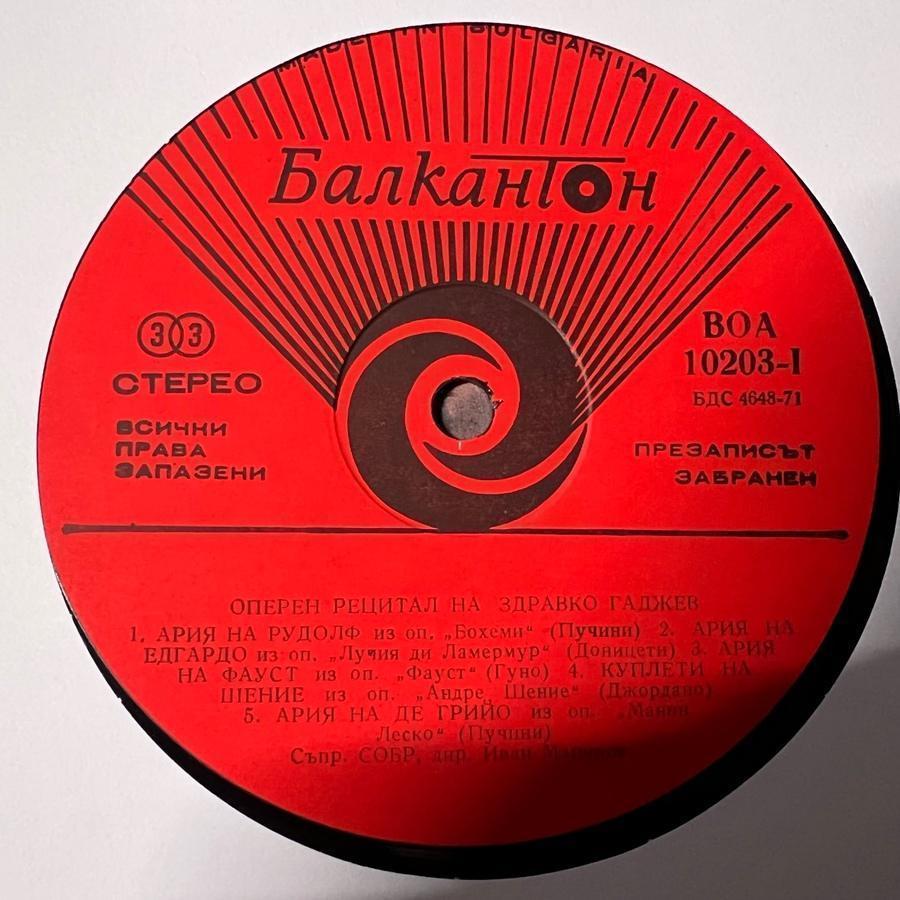 MADE IN BULGARIA
Балкантон
33
СТЕРЕО
ВСИЧКИ
ПРАВА
ЗАПАЗЕНИ
ВОА
10203-I
БДС 4648-71
ПРЕЗАПИСЪТ
ЗАБРАНЕН
ОПЕРЕН РЕЦИТАЛ НА ЗДРАВКО ГАДЖЕВ
1. АРИЯ НА РУДОЛФ из оп. „Бохеми“ (Пучини) 2. АРИЯ НА
ЕДГАРДО из оп. „Лучия ди Ламермур“ (Доницети) 3. АРИЯ
НА ФАУСТ из оп. „Фауст“ (Гуно) 4. КУПЛЕТИ НА
ШЕНИЕ из оп. „Андре Шение“ (Джордано)
5. АРИЯ НА ДЕ ГРИЙО из оп. „Манон
Леско“ (Пучини)
Съпр. СОБР, дир. Иван